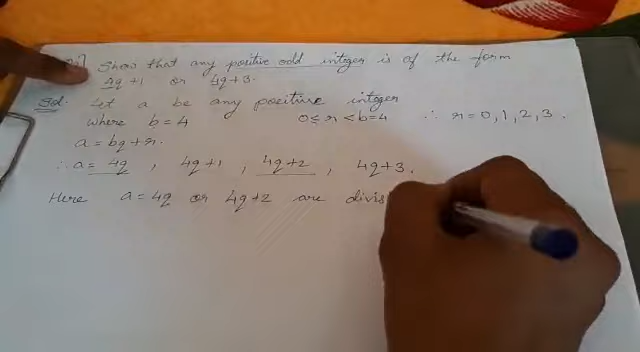 Show that any positive odd integer is of the form
4q+1 or 4q+3.
Sol. Let a be any positive integer
where b=4 0≤r<b=4 ∴ r=0,1,2,3.
a=bq+r.
∴ a=4q, 4q+1, 4q+2, 4q+3.
Here a=4q or 4q+2 are divis